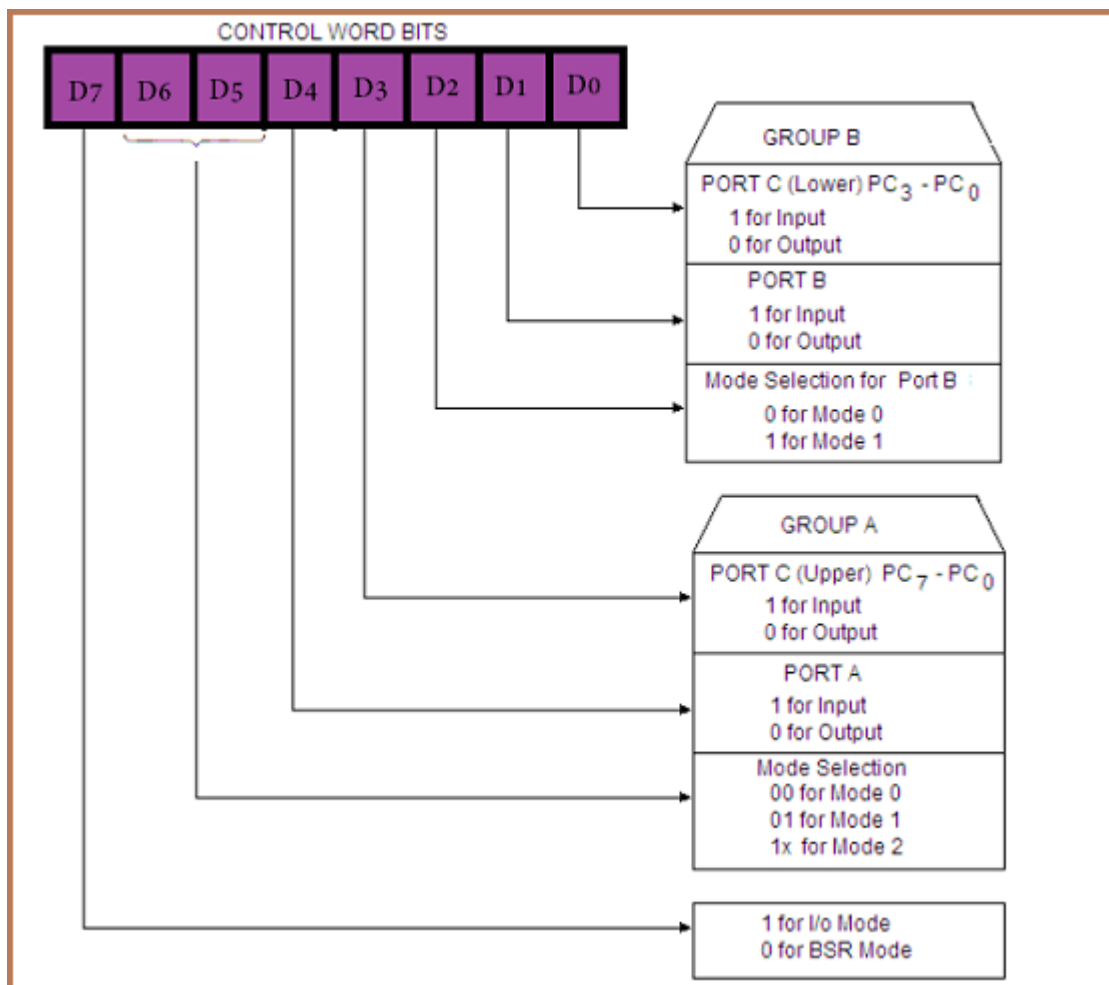 CONTROL WORD BITS
D7 D6 D5 D4 D3 D2 D1 D0
GROUP B
PORT C (Lower) PC3 - PC0
1 for Input
0 for Output
PORT B
1 for Input
0 for Output
Mode Selection for Port B :
0 for Mode 0
1 for Mode 1
GROUP A
PORT C (Upper) PC7 - PC0
1 for Input
0 for Output
PORT A
1 for Input
0 for Output
Mode Selection
00 for Mode 0
01 for Mode 1
1x for Mode 2
1 for I/o Mode
0 for BSR Mode